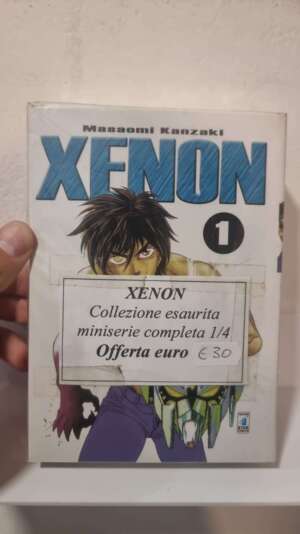 Masaomi Kanzaki
XENON
1
XENON
Collezione esaurita
miniserie completa 1/4
Offerta euro € 30